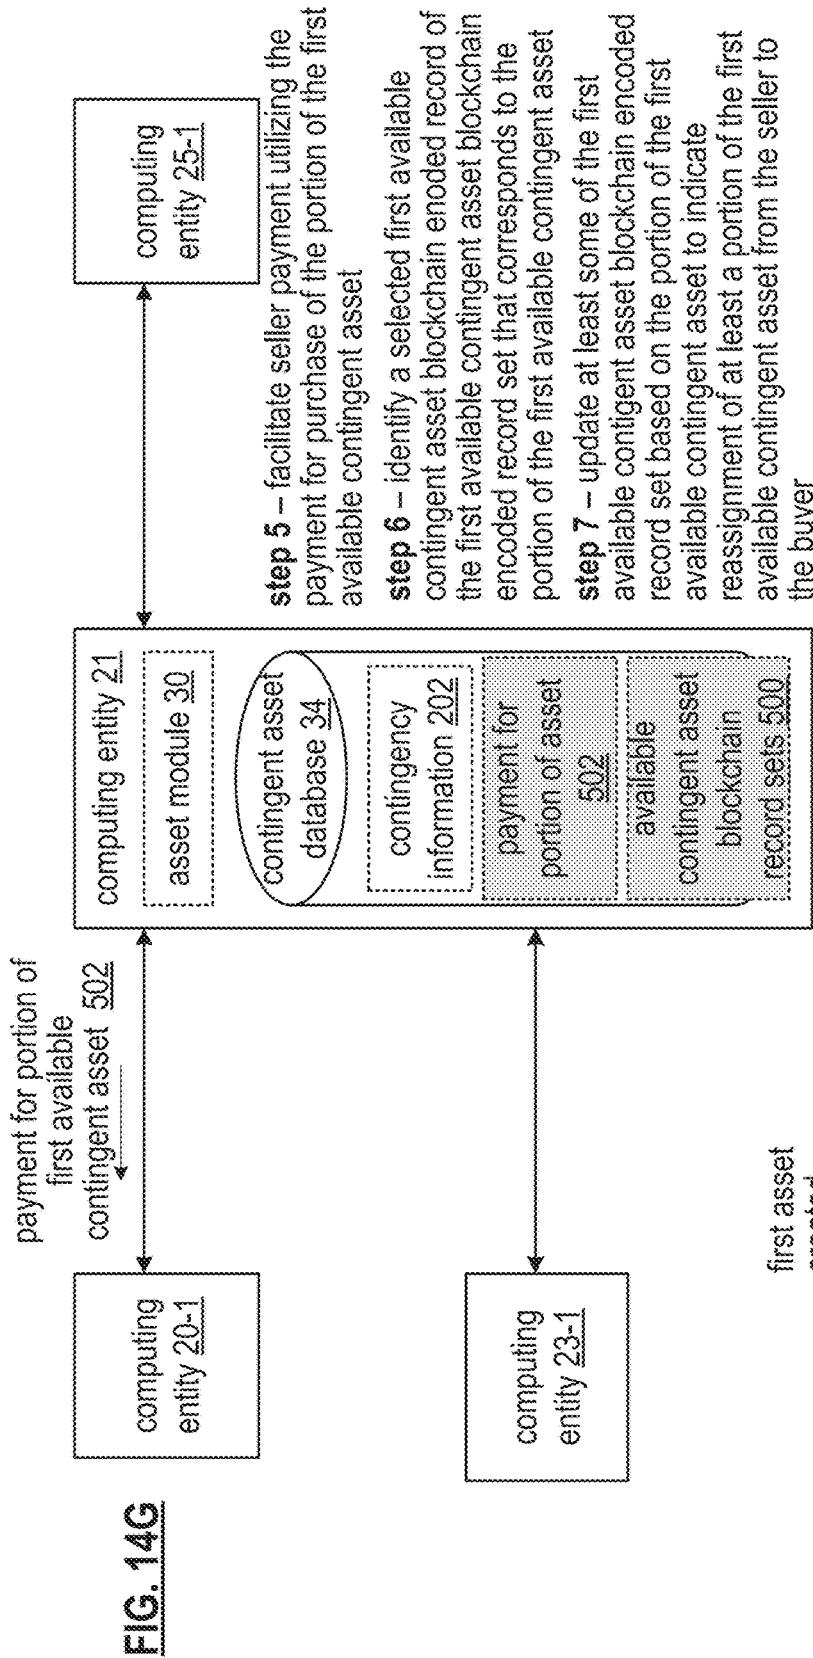 FIG. 14G
payment for portion of
first available
contingent asset 502
computing
entity 20-1
computing
entity 23-1
computing entity 21
asset module 30
contingent asset
database 34
contingency
information 202
payment for
portion of asset
502
available
contingent asset
blockchain
record sets 500
computing
entity 25-1
step 5 – facilitate seller payment utilizing the
payment for purchase of the portion of the first
available contingent asset
step 6 – identify a selected first available
contingent asset blockchain enoded record of
the first available contingent asset blockchain
encoded record set that corresponds to the
portion of the first available contingent asset
step 7 – update at least some of the first
available contigent asset blockchain encoded
record set based on the portion of the first
available contingent asset to indicate
reassignment of at least a portion of the first
available contingent asset from the seller to
the buyer
first asset